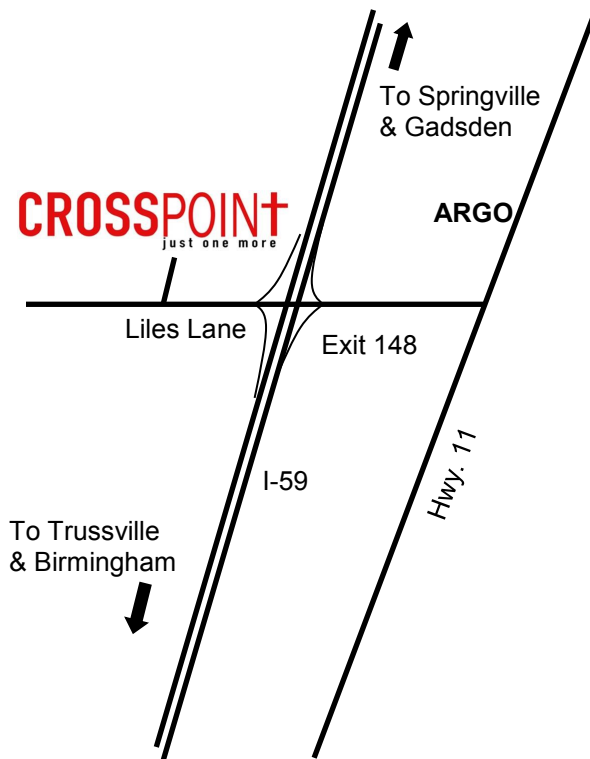 To Springville
& Gadsden
CROSSPOINT
just one more
ARGO
Liles Lane
Exit 148
Hwy. 11
I-59
To Trussville
& Birmingham